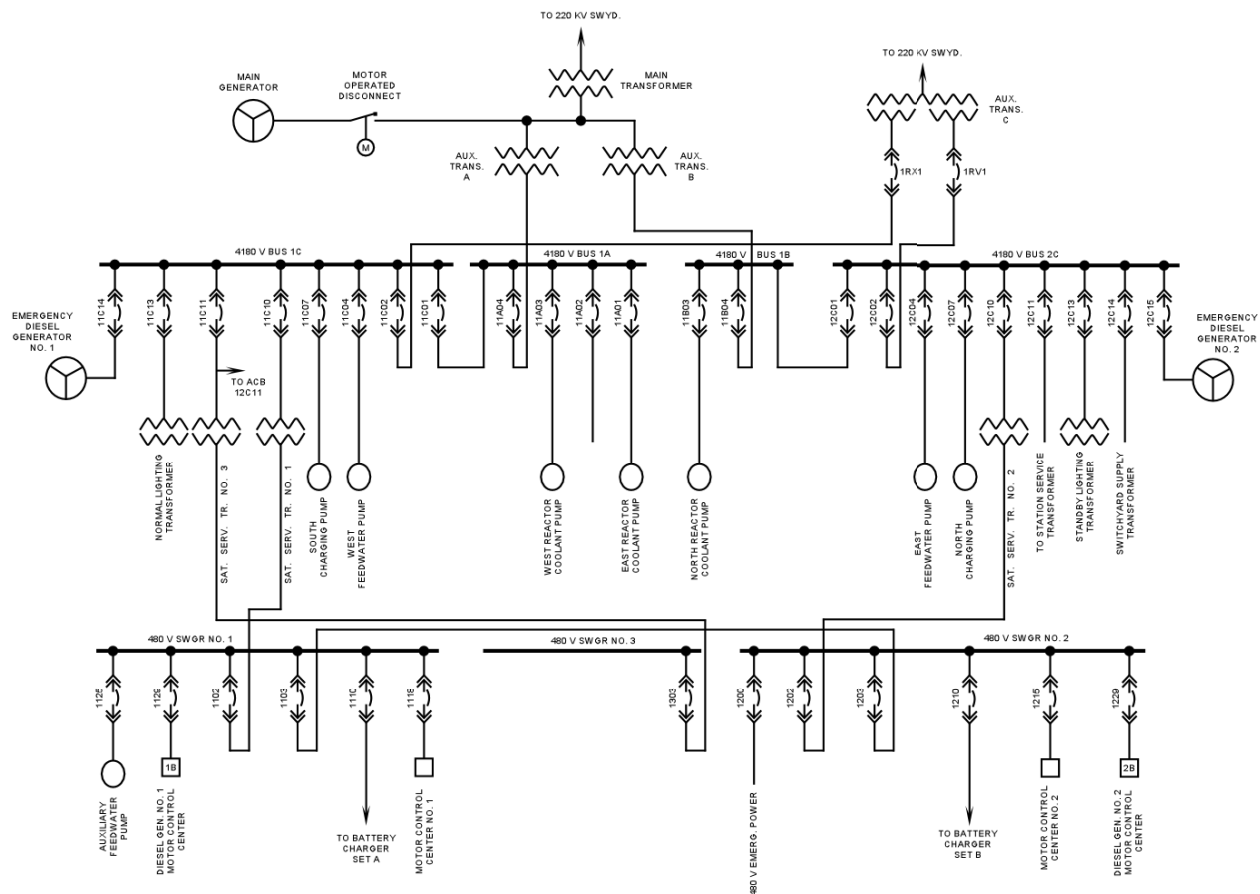 TO 220 KV SWYD.
TO 220 KV SWYD.
MAIN
GENERATOR
MOTOR
OPERATED
DISCONNECT
MAIN
TRANSFORMER
AUX.
TRANS.
C
M
AUX.
TRANS.
A
AUX.
TRANS.
B
1RX1
1RV1
4180 V BUS 1C
4180 V BUS 1A
4180 V BUS 1B
4180 V BUS 2C
11C14
11C13
11C11
11C10
11C07
11C04
11C02
11C01
11A04
11A03
11A02
11A01
11B03
11B04
12C01
12C02
12C04
12C07
12C10
12C11
12C13
12C14
12C15
EMERGENCY
DIESEL
GENERATOR
NO. 1
EMERGENCY
DIESEL
GENERATOR
NO. 2
TO ACB
12C11
NORMAL LIGHTING
TRANSFORMER
SAT. SERV. TR. NO. 3
SAT. SERV. TR. NO. 1
SOUTH
CHARGING PUMP
WEST
FEEDWATER PUMP
WEST REACTOR
COOLANT PUMP
EAST REACTOR
COOLANT PUMP
NORTH REACTOR
COOLANT PUMP
EAST
FEEDWATER PUMP
NORTH
CHARGING PUMP
SAT. SERV. TR. NO. 2
TO STATION SERVICE
TRANSFORMER
STANDBY LIGHTING
TRANSFORMER
SWITCHYARD SUPPLY
TRANSFORMER
480 V SWGR NO. 1
480 V SWGR NO. 3
480 V SWGR NO. 2
1102
1103
1110
1118
1303
1200
1202
1203
1210
1215
1229
1B
2B
AUXILIARY
FEEDWATER
PUMP
DIESEL GEN. NO. 1
MOTOR CONTROL
CENTER
TO BATTERY
CHARGER
SET A
MOTOR CONTROL
CENTER NO. 1
480 V EMERG. POWER
TO BATTERY
CHARGER
SET B
MOTOR CONTROL
CENTER NO. 2
DIESEL GEN. NO. 2
MOTOR CONTROL
CENTER